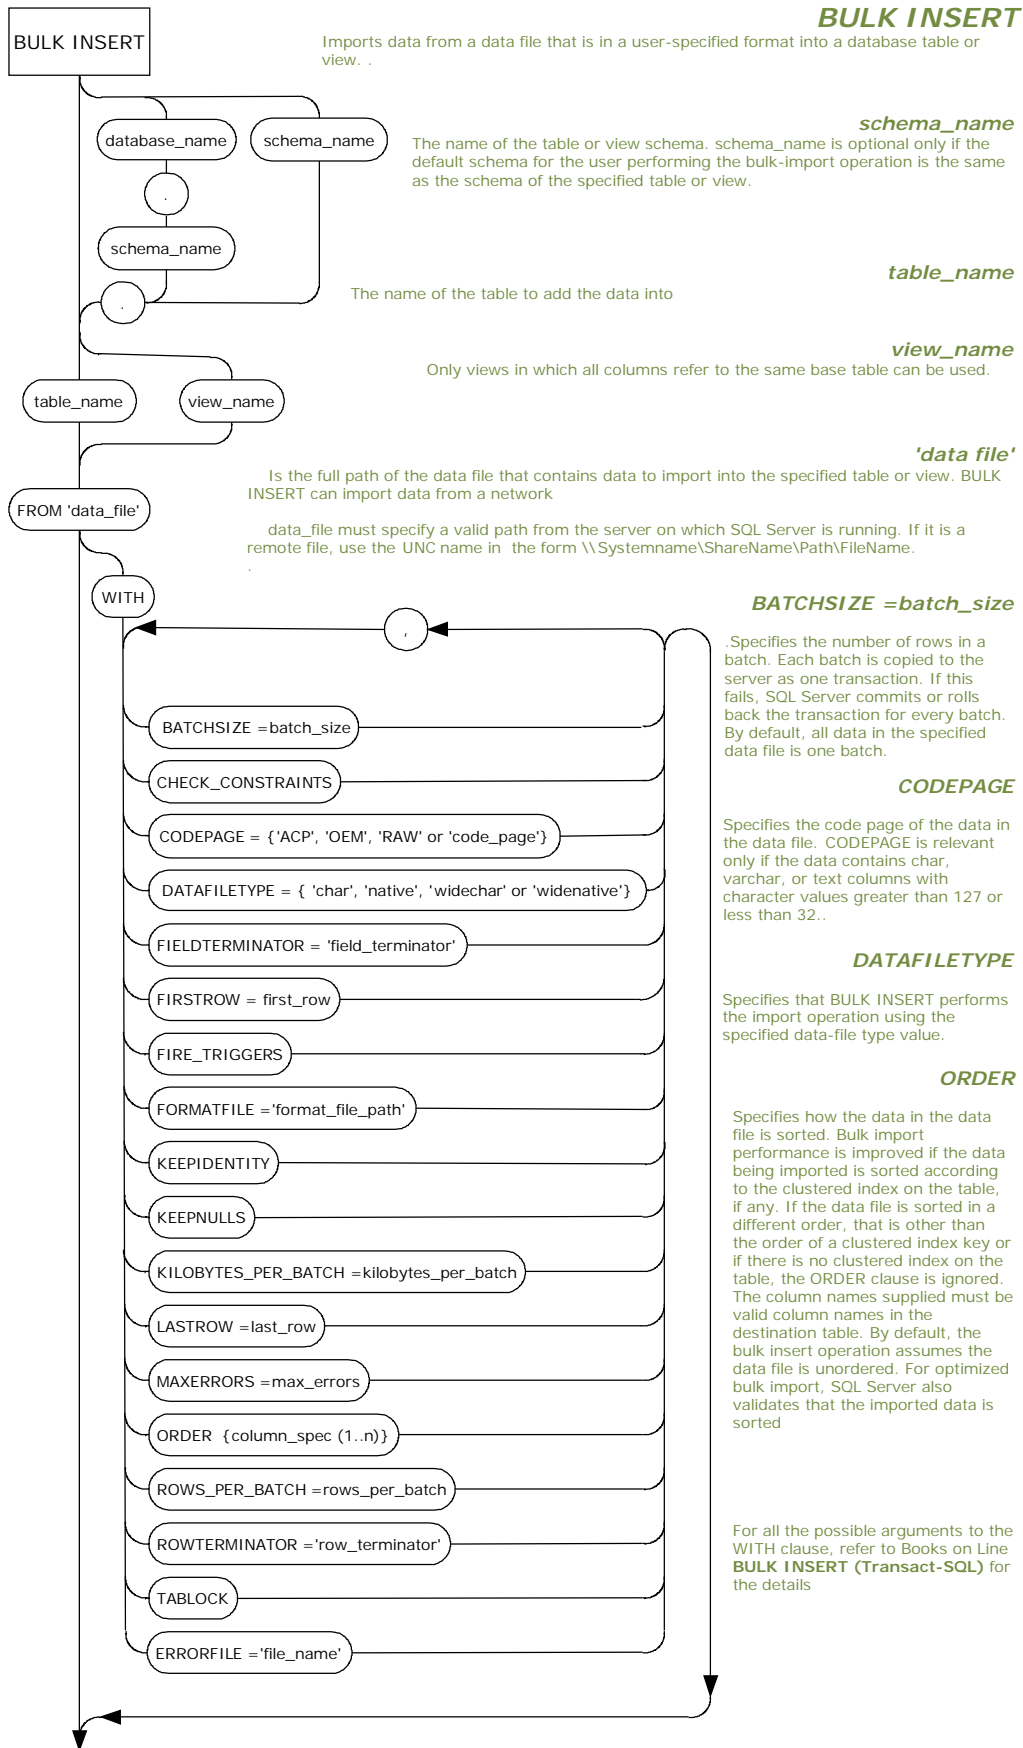 BULK INSERT
BULK INSERT
Imports data from a data file that is in a user-specified format into a database table or
view. .
database_name
schema_name
.
schema_name
.
schema_name
The name of the table or view schema. schema_name is optional only if the
default schema for the user performing the bulk-import operation is the same
as the schema of the specified table or view.
table_name
The name of the table to add the data into
view_name
Only views in which all columns refer to the same base table can be used.
table_name
view_name
'data file'
Is the full path of the data file that contains data to import into the specified table or view. BULK
INSERT can import data from a network
data_file must specify a valid path from the server on which SQL Server is running. If it is a
remote file, use the UNC name in the form \\Systemname\ShareName\Path\FileName.
.
FROM 'data_file'
WITH
,
BATCHSIZE =batch_size
CHECK_CONSTRAINTS
CODEPAGE = {'ACP', 'OEM', 'RAW' or 'code_page'}
DATAFILETYPE = { 'char', 'native', 'widechar' or 'widenative'}
FIELDTERMINATOR = 'field_terminator'
FIRSTROW = first_row
FIRE_TRIGGERS
FORMATFILE ='format_file_path'
KEEPIDENTITY
KEEPNULLS
KILOBYTES_PER_BATCH =kilobytes_per_batch
LASTROW =last_row
MAXERRORS =max_errors
ORDER {column_spec (1..n)}
ROWS_PER_BATCH =rows_per_batch
ROWTERMINATOR ='row_terminator'
TABLOCK
ERRORFILE ='file_name'
BATCHSIZE =batch_size
.Specifies the number of rows in a
batch. Each batch is copied to the
server as one transaction. If this
fails, SQL Server commits or rolls
back the transaction for every batch.
By default, all data in the specified
data file is one batch.
CODEPAGE
Specifies the code page of the data in
the data file. CODEPAGE is relevant
only if the data contains char,
varchar, or text columns with
character values greater than 127 or
less than 32..
DATAFILETYPE
Specifies that BULK INSERT performs
the import operation using the
specified data-file type value.
ORDER
Specifies how the data in the data
file is sorted. Bulk import
performance is improved if the data
being imported is sorted according
to the clustered index on the table,
if any. If the data file is sorted in a
different order, that is other than
the order of a clustered index key or
if there is no clustered index on the
table, the ORDER clause is ignored.
The column names supplied must be
valid column names in the
destination table. By default, the
bulk insert operation assumes the
data file is unordered. For optimized
bulk import, SQL Server also
validates that the imported data is
sorted
For all the possible arguments to the
WITH clause, refer to Books on Line
BULK INSERT (Transact-SQL) for
the details